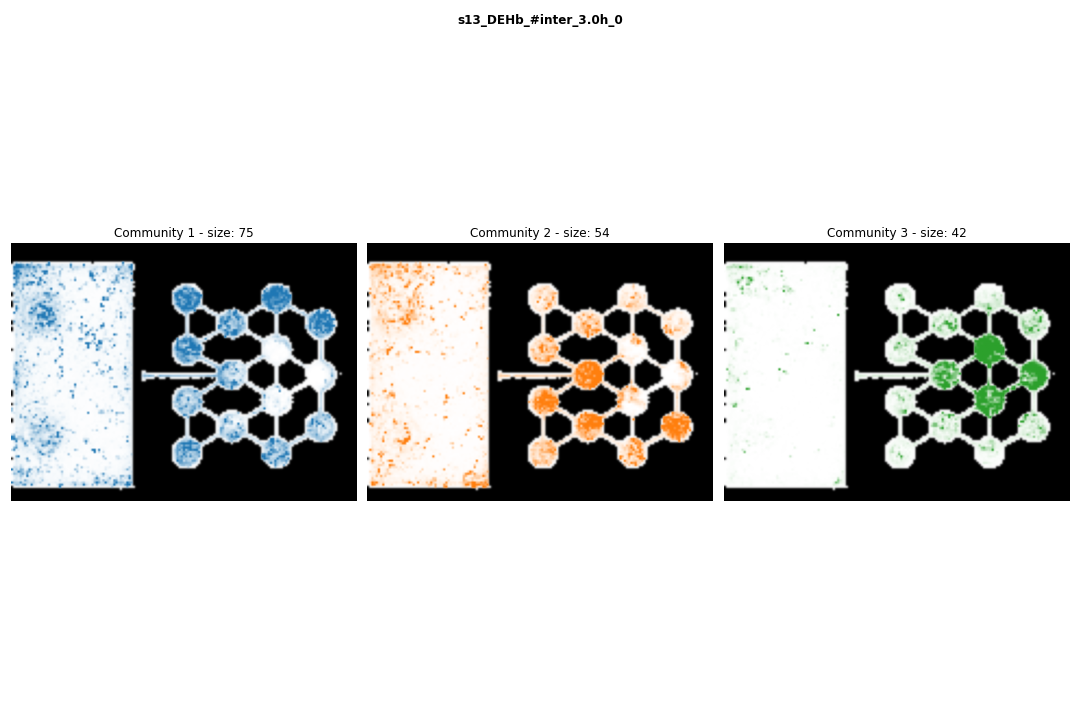 s13_DEHb_#inter_3.0h_0
Community 1 - size: 75
Community 2 - size: 54
Community 3 - size: 42